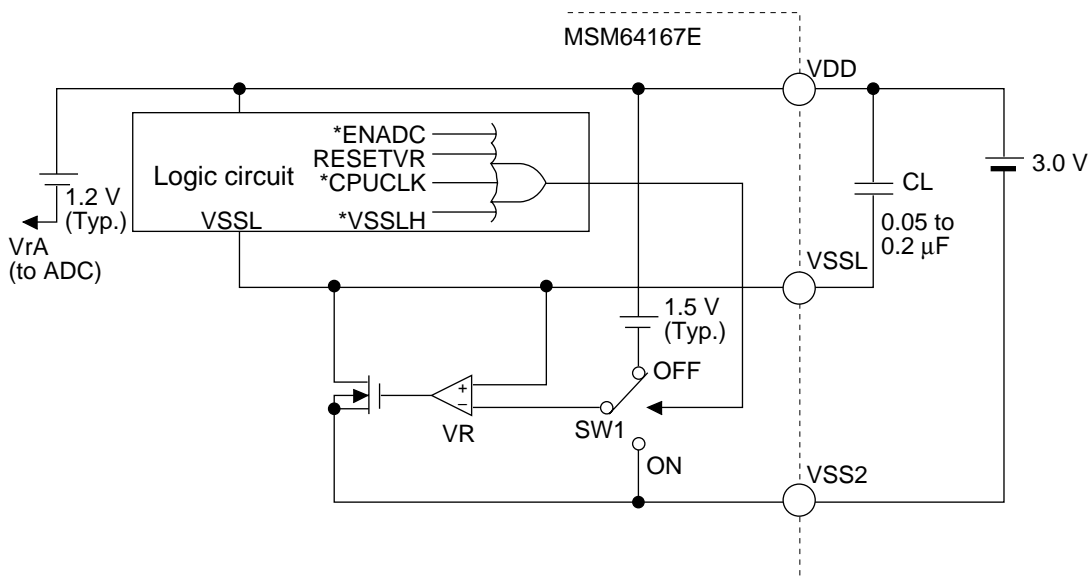 MSM64167E
VDD
*ENADC
RESETVR
*CPUCLK
*VSSLH
Logic circuit
VSSL
1.2 V
(Typ.)
VrA
(to ADC)
CL
0.05 to
0.2 μF
3.0 V
VSSL
1.5 V
(Typ.)
OFF
+
−
VR
SW1
ON
VSS2